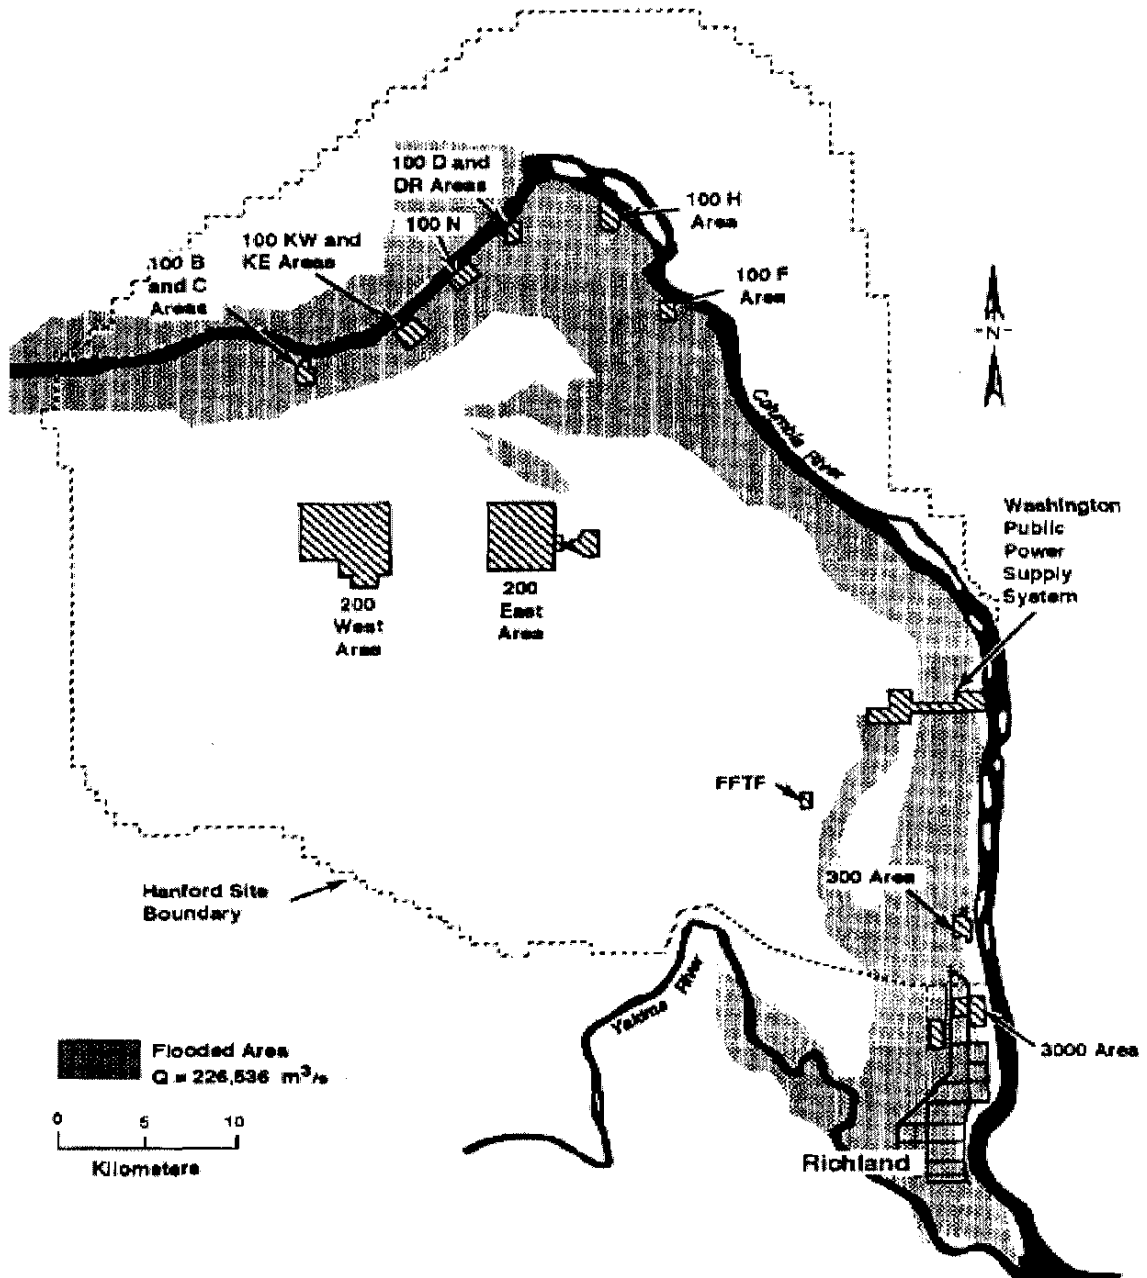 100 D and
DR Areas
100 H
Area
100 N
100 KW and
KE Areas
100 B
and C
Areas
100 F
Area
N
Columbia River
Washington
Public
Power
Supply
System
200
West
Area
200
East
Area
FFTF
300 Area
Hanford Site
Boundary
Yakima River
Flooded Area
Q = 226,536 m³/s
3000 Area
0 5 10
Kilometers
Richland